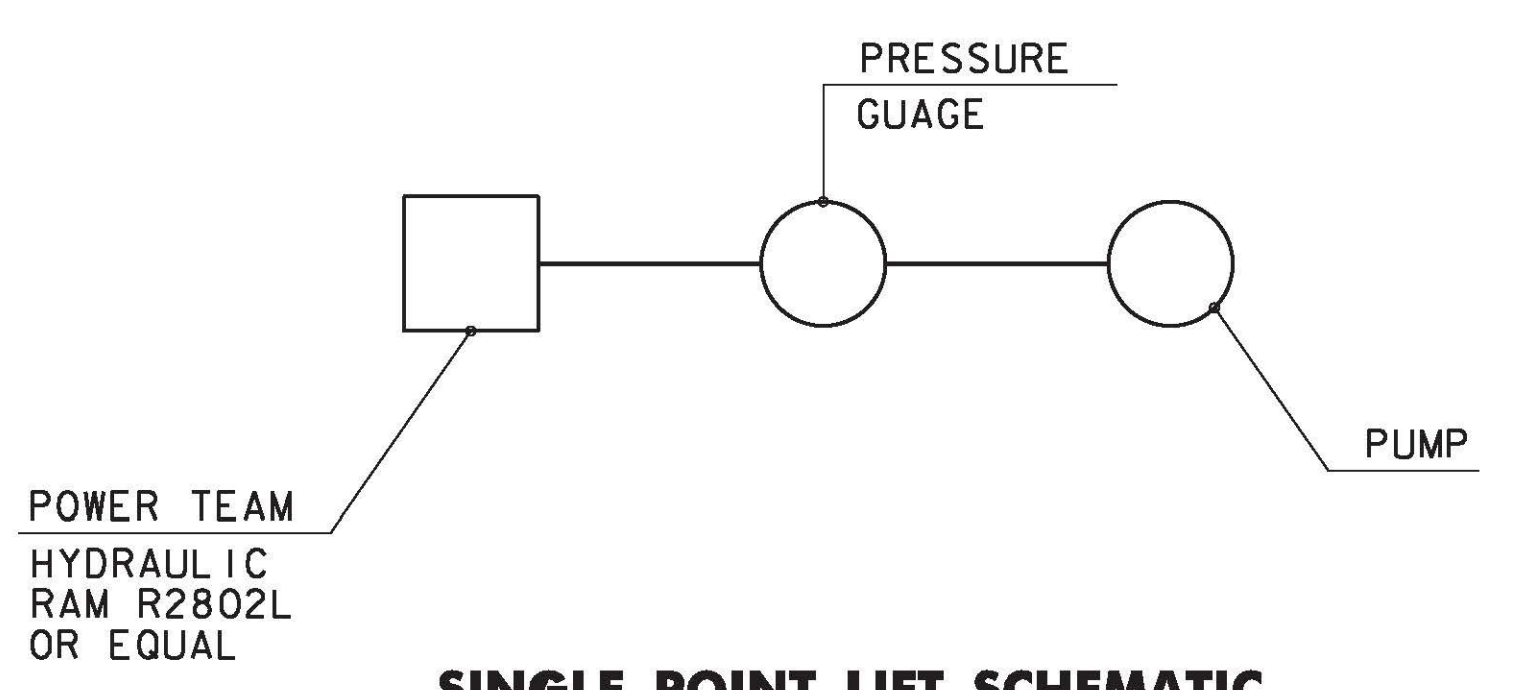 PRESSURE
GUAGE
PUMP
POWER TEAM
HYDRAULIC
RAM R2802L
OR EQUAL
SINGLE POINT LIFT SCHEMATIC